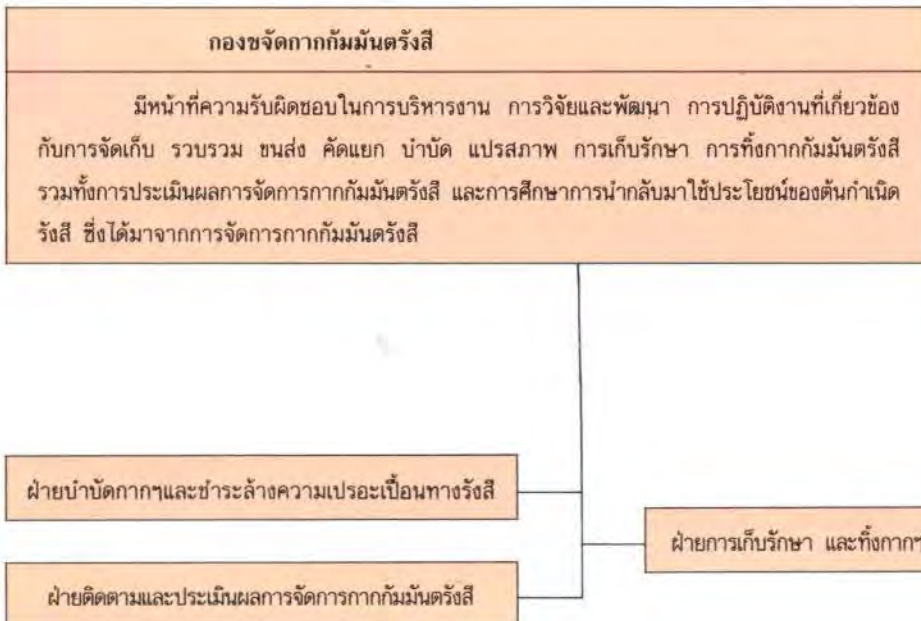 กองขจัดกากกัมมันตรังสี
มีหน้าที่ความรับผิดชอบในการบริหารงาน การวิจัยและพัฒนา การปฏิบัติงานที่เกี่ยวข้อง
กับการจัดเก็บ รวบรวม ขนส่ง คัดแยก บำบัด แปรสภาพ การเก็บรักษา การทิ้งกากกัมมันตรังสี
รวมทั้งการประเมินผลการจัดการกากกัมมันตรังสี และการศึกษาการนำกลับมาใช้ประโยชน์ของต้นกำเนิด
รังสี ซึ่งได้มาจากการจัดการกากกัมมันตรังสี
ฝ่ายบำบัดกากฯและชำระล้างความเปรอะเปื้อนทางรังสี
ฝ่ายการเก็บรักษา และทิ้งกากฯ
ฝ่ายติดตามและประเมินผลการจัดการกากกัมมันตรังสี